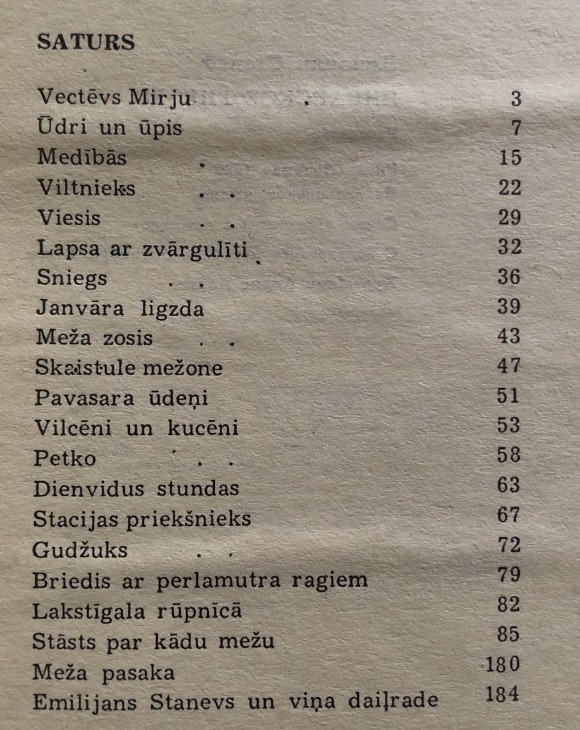 SATURS
Vectēvs Mirju 3
Ūdri un ūpis 7
Medībās 15
Viltnieks 22
Viesis 29
Lapsa ar zvārgulīti 32
Sniegs 36
Janvāra ligzda 39
Meža zosis 43
Skaistule mežone 47
Pavasara ūdeņi 51
Vilcēni un kucēni 53
Petko 58
Dienvidus stundas 63
Stacijas priekšnieks 67
Gudžuks 72
Briedis ar perlamutra ragiem 79
Lakstīgala rūpnīcā 82
Stāsts par kādu mežu 85
Meža pasaka 180
Emilijans Stanevs un viņa daiļrade 184